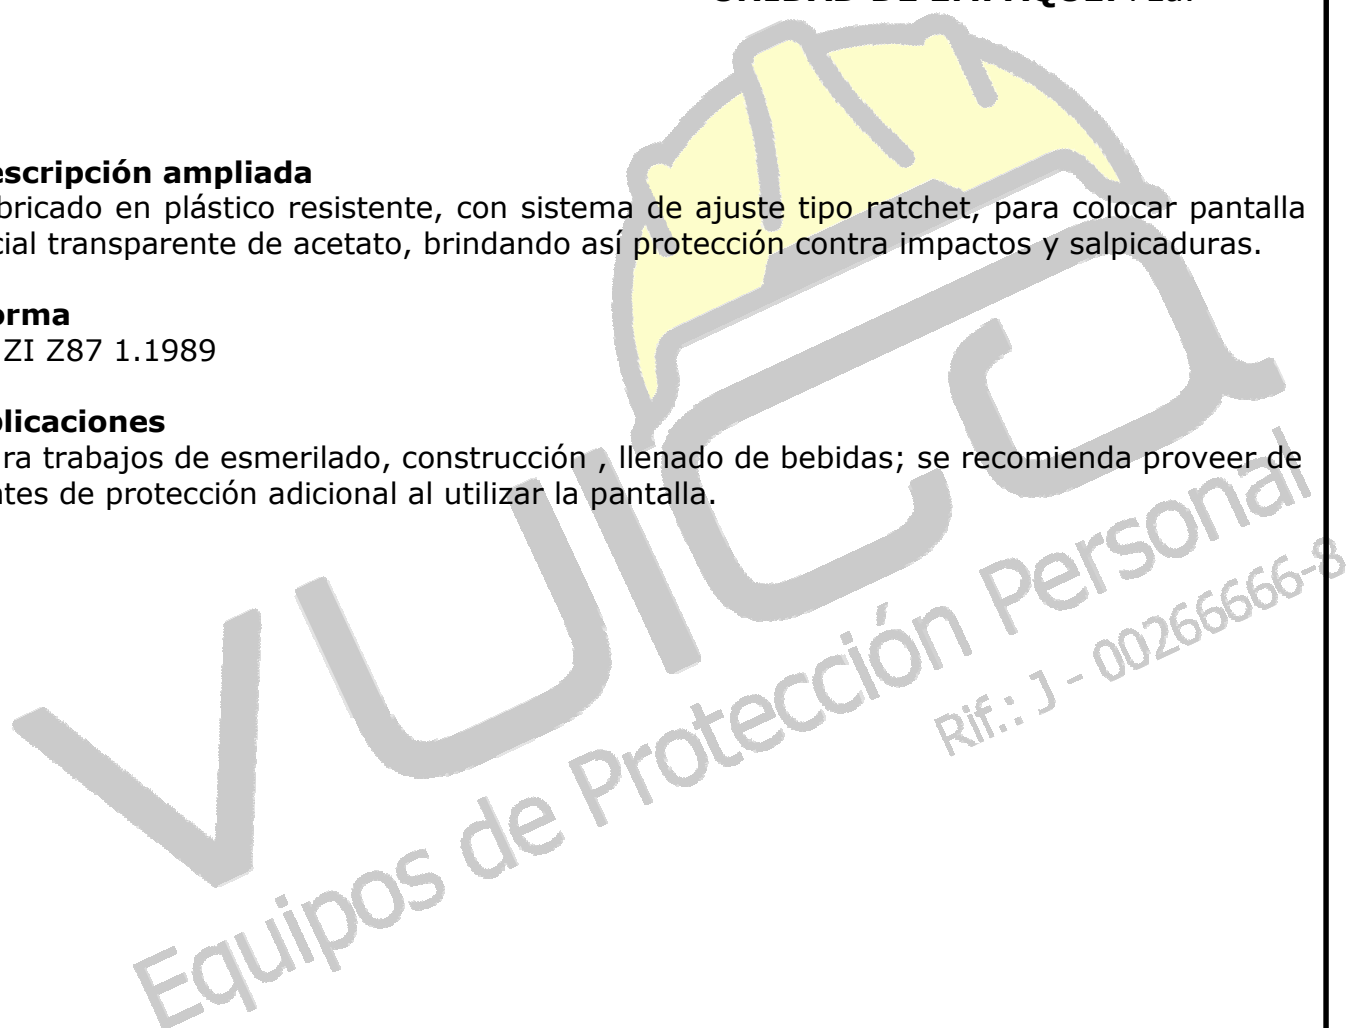 escripción ampliada
bricado en plástico resistente, con sistema de ajuste tipo ratchet, para colocar pantalla
cial transparente de acetato, brindando así protección contra impactos y salpicaduras.
orma
ZI Z87 1.1989
plicaciones
ra trabajos de esmerilado, construcción , llenado de bebidas; se recomienda proveer de
ntes de protección adicional al utilizar la pantalla.
VUICA
Equipos de Protección Personal
Rif.: J - 00266666-8